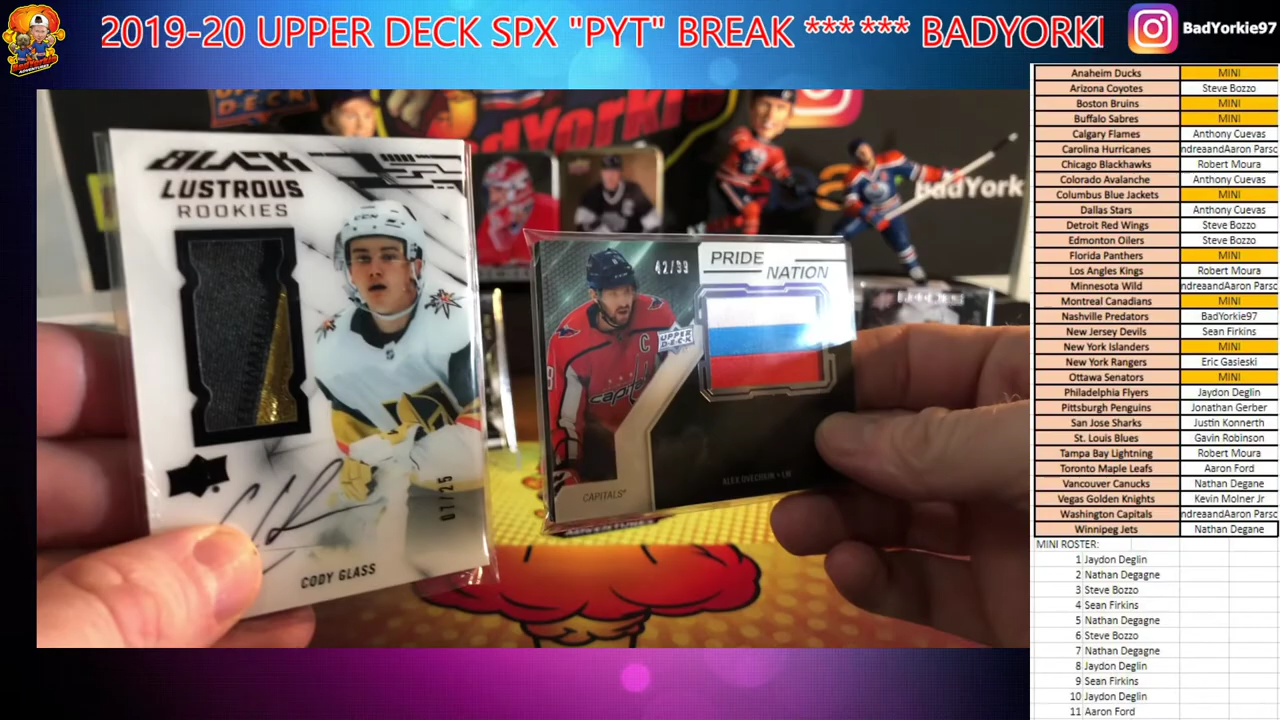 2019-20 UPPER DECK SPX "PYT" BREAK ****** BADYORKI
BadYorkie97
BLACK
LUSTROUS
ROOKIES
CODY GLASS
07/25
42/99
PRIDE
NATION
UPPER
DECK
CAPITALS
ALEX OVECHKIN • LW
BadYork
Anaheim Ducks MINI
Arizona Coyotes Steve Bozzo
Boston Bruins MINI
Buffalo Sabres MINI
Calgary Flames Anthony Cuevas
Carolina Hurricanes ndreaandAaron Parso
Chicago Blackhawks Robert Moura
Colorado Avalanche Anthony Cuevas
Columbus Blue Jackets MINI
Dallas Stars Anthony Cuevas
Detroit Red Wings Steve Bozzo
Edmonton Oilers Steve Bozzo
Florida Panthers MINI
Los Angeles Kings Robert Moura
Minnesota Wild ndreaandAaron Parso
Montreal Canadiens MINI
Nashville Predators BadYorkie97
New Jersey Devils Sean Firkins
New York Islanders MINI
New York Rangers Eric Gasieski
Ottawa Senators MINI
Philadelphia Flyers Jaydon Deglin
Pittsburgh Penguins Jonathan Gerber
San Jose Sharks Justin Konnerth
St. Louis Blues Gavin Robinson
Tampa Bay Lightning Robert Moura
Toronto Maple Leafs Aaron Ford
Vancouver Canucks Nathan Degane
Vegas Golden Knights Kevin Molner Jr
Washington Capitals ndreaandAaron Parso
Winnipeg Jets Nathan Degane
MINI ROSTER:
1 Jaydon Deglin
2 Nathan Degagne
3 Steve Bozzo
4 Sean Firkins
5 Nathan Degagne
6 Steve Bozzo
7 Nathan Degagne
8 Jaydon Deglin
9 Sean Firkins
10 Jaydon Deglin
11 Aaron Ford